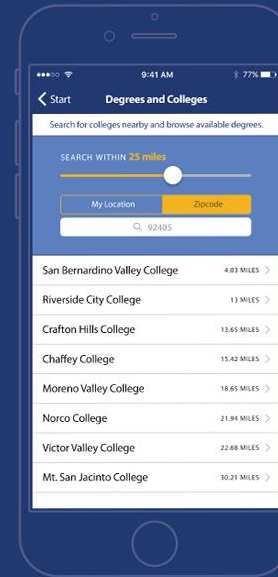 9:41 AM
77%
Start
Degrees and Colleges
Search for colleges nearby and browse available degrees.
SEARCH WITHIN 25 miles
My Location
Zipcode
92405
San Bernardino Valley College 4.03 MILES
Riverside City College 13 MILES
Crafton Hills College 13.65 MILES
Chaffey College 15.42 MILES
Moreno Valley College 18.65 MILES
Norco College 21.94 MILES
Victor Valley College 22.68 MILES
Mt. San Jacinto College 30.21 MILES